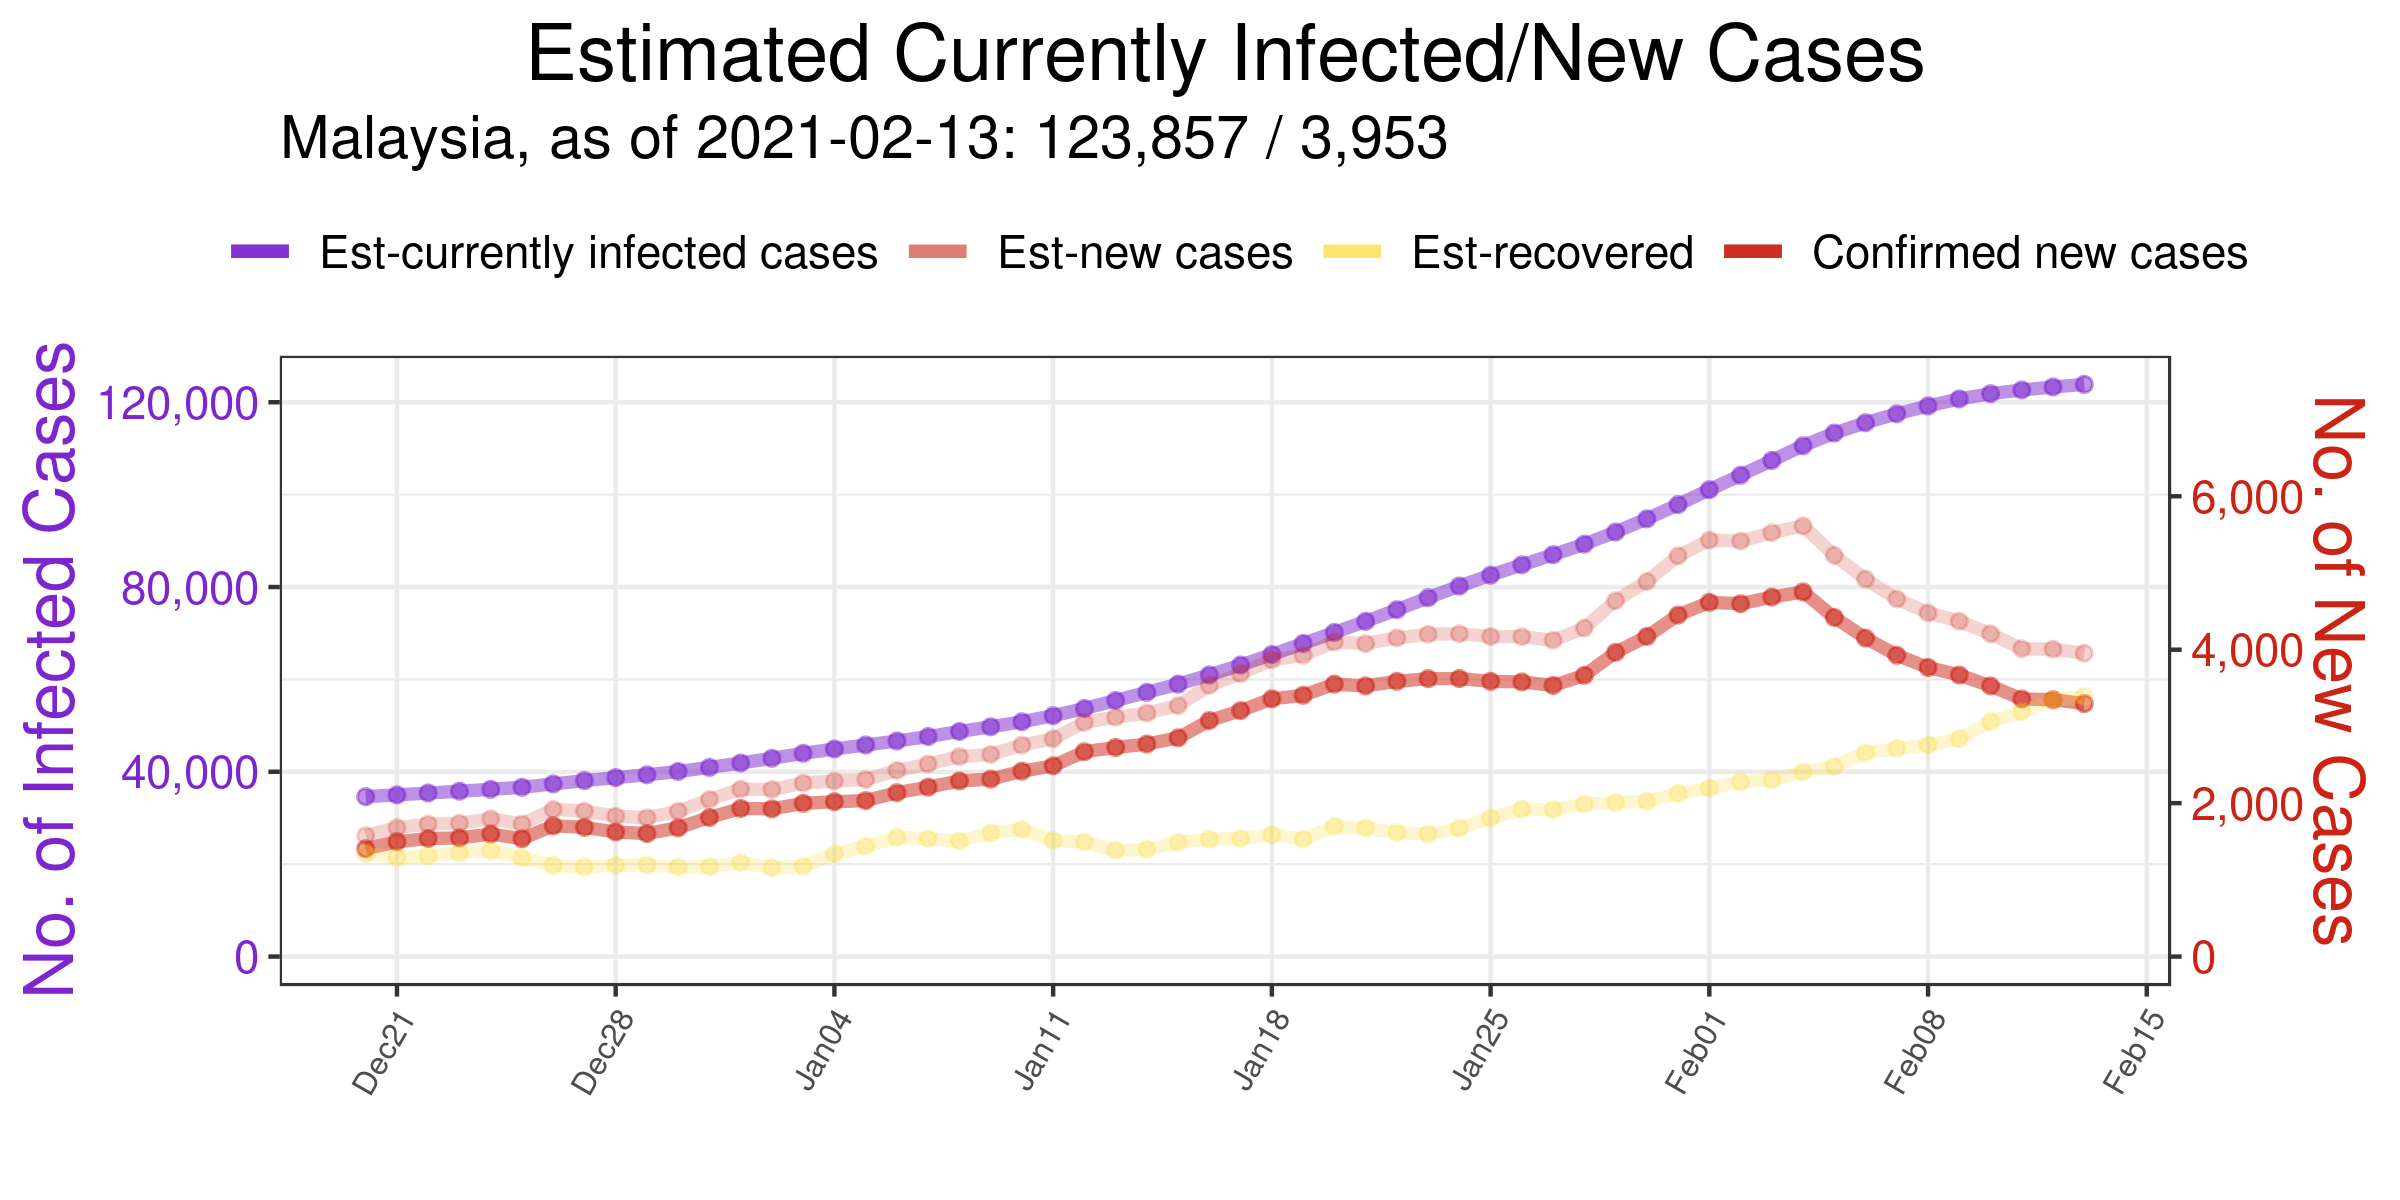 Estimated Currently Infected/New Cases
Malaysia, as of 2021-02-13: 123,857 / 3,953
Est-currently infected cases Est-new cases Est-recovered Confirmed new cases
No. of Infected Cases
120,000
80,000
40,000
0
No. of New Cases
6,000
4,000
2,000
0
Dec21 Dec28 Jan04 Jan11 Jan18 Jan25 Feb01 Feb08 Feb15